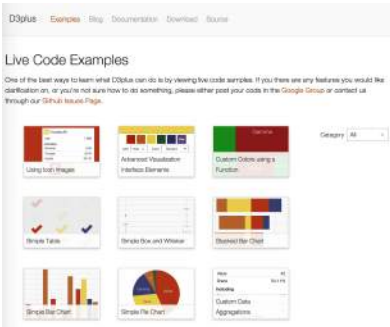 D3plus Examples Blog Documentation Download Source
Live Code Examples
One of the best ways to learn what D3plus can do is by viewing live code samples. If you there are any features you would like
clarification on, or you're not sure how to do something, please either post your code in the Google Group or contact us
through our Github Issues Page.
Category All
Using Icon Images
Advanced Visualization
Interface Elements
Custom Colors using a
Function
Simple Table
Simple Box and Whisker
Stacked Bar Chart
Simple Bar Chart
Simple Pie Chart
Custom Data
Aggregations